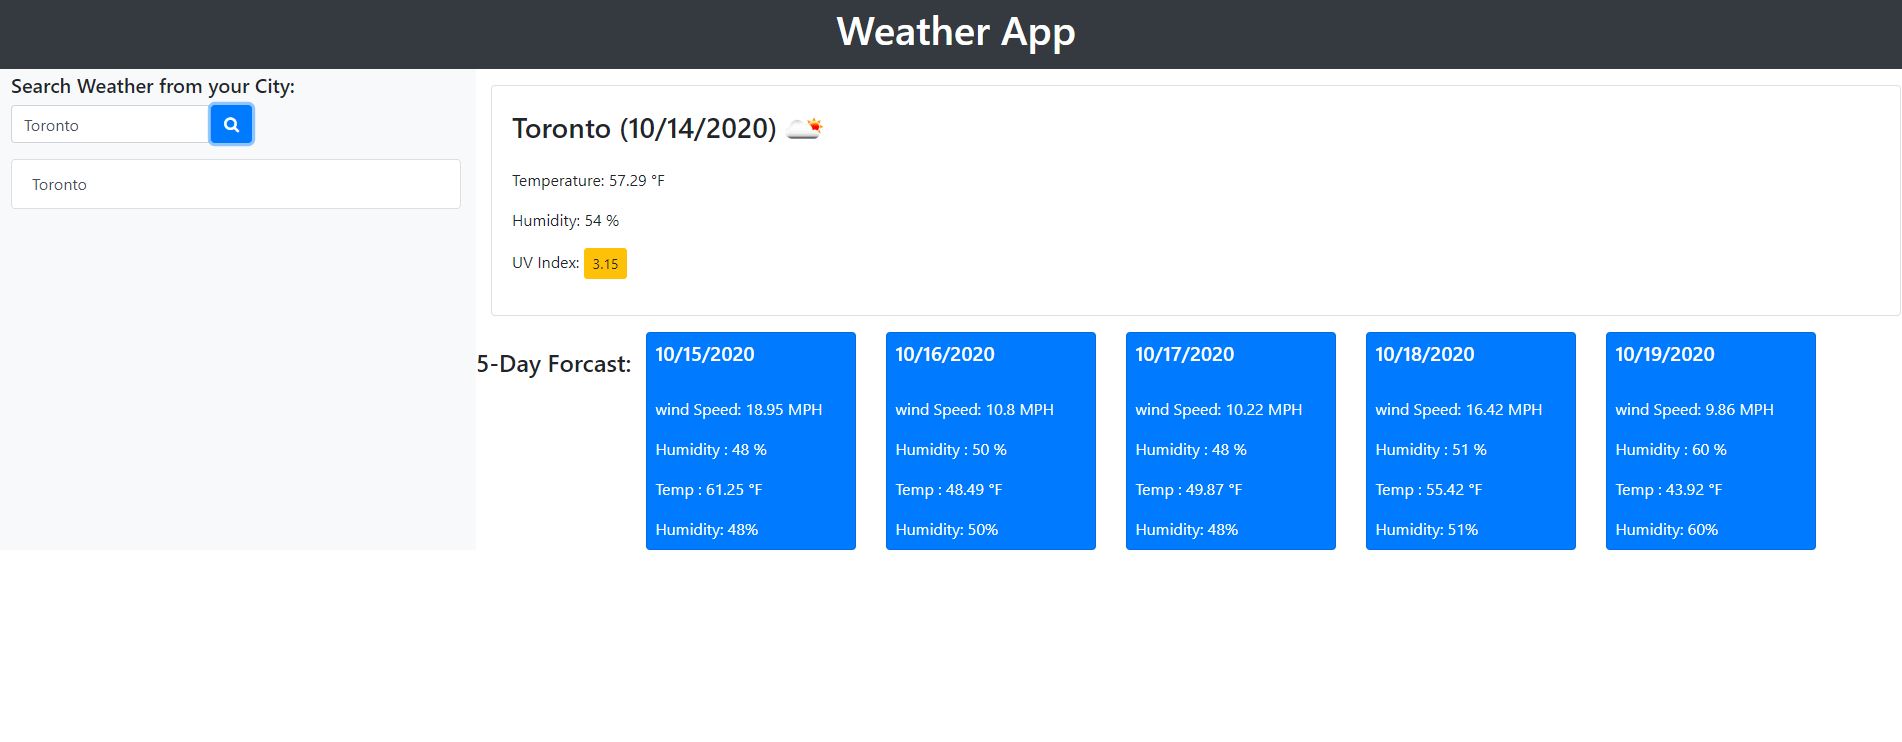 Weather App
Search Weather from your City:
Toronto
Toronto
Toronto (10/14/2020)
Temperature: 57.29 °F
Humidity: 54 %
UV Index: 3.15
5-Day Forcast:
10/15/2020
wind Speed: 18.95 MPH
Humidity : 48 %
Temp : 61.25 °F
Humidity: 48%
10/16/2020
wind Speed: 10.8 MPH
Humidity : 50 %
Temp : 48.49 °F
Humidity: 50%
10/17/2020
wind Speed: 10.22 MPH
Humidity : 48 %
Temp : 49.87 °F
Humidity: 48%
10/18/2020
wind Speed: 16.42 MPH
Humidity : 51 %
Temp : 55.42 °F
Humidity: 51%
10/19/2020
wind Speed: 9.86 MPH
Humidity : 60 %
Temp : 43.92 °F
Humidity: 60%